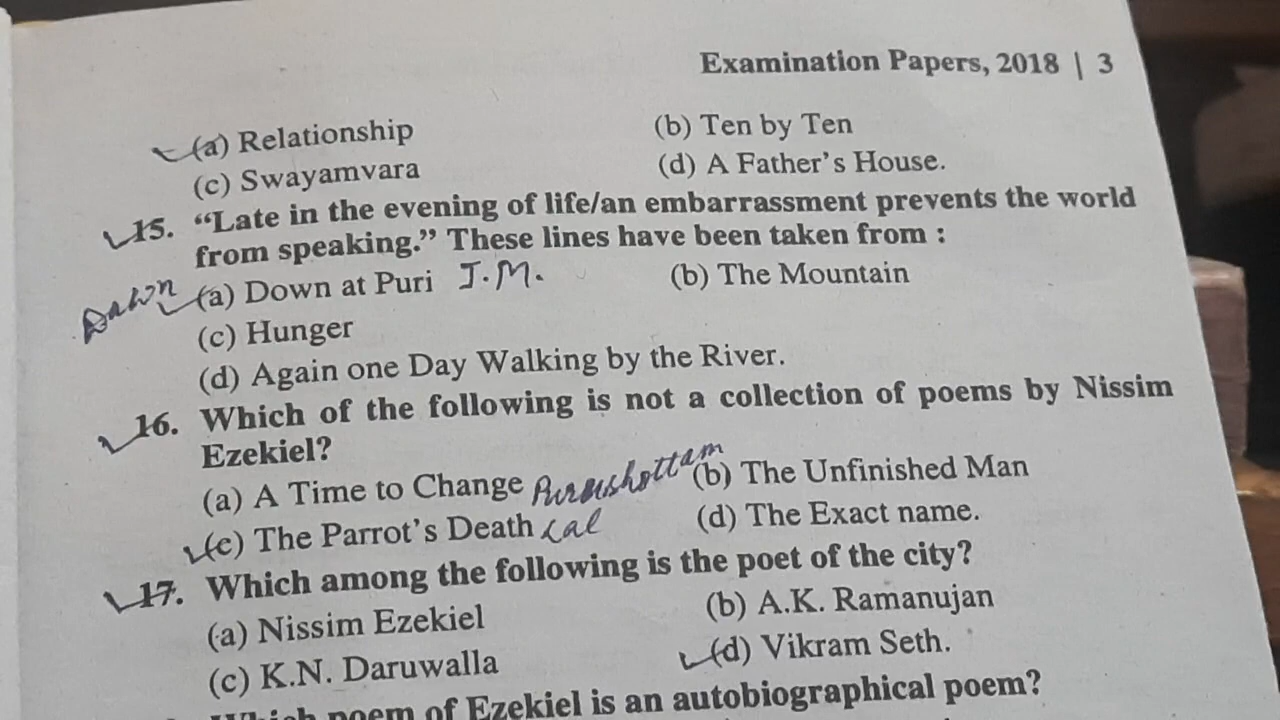 Examination Papers, 2018 | 3
(a) Relationship (b) Ten by Ten
(c) Swayamvara (d) A Father's House.
15. “Late in the evening of life/an embarrassment prevents the world
from speaking.” These lines have been taken from :
Dawn (a) Down at Puri J.M. (b) The Mountain
(c) Hunger
(d) Again one Day Walking by the River.
16. Which of the following is not a collection of poems by Nissim
Ezekiel?
(a) A Time to Change Purushottam (b) The Unfinished Man
(c) The Parrot's Death Lal (d) The Exact name.
17. Which among the following is the poet of the city?
(a) Nissim Ezekiel (b) A.K. Ramanujan
(c) K.N. Daruwalla (d) Vikram Seth.
Which poem of Ezekiel is an autobiographical poem?